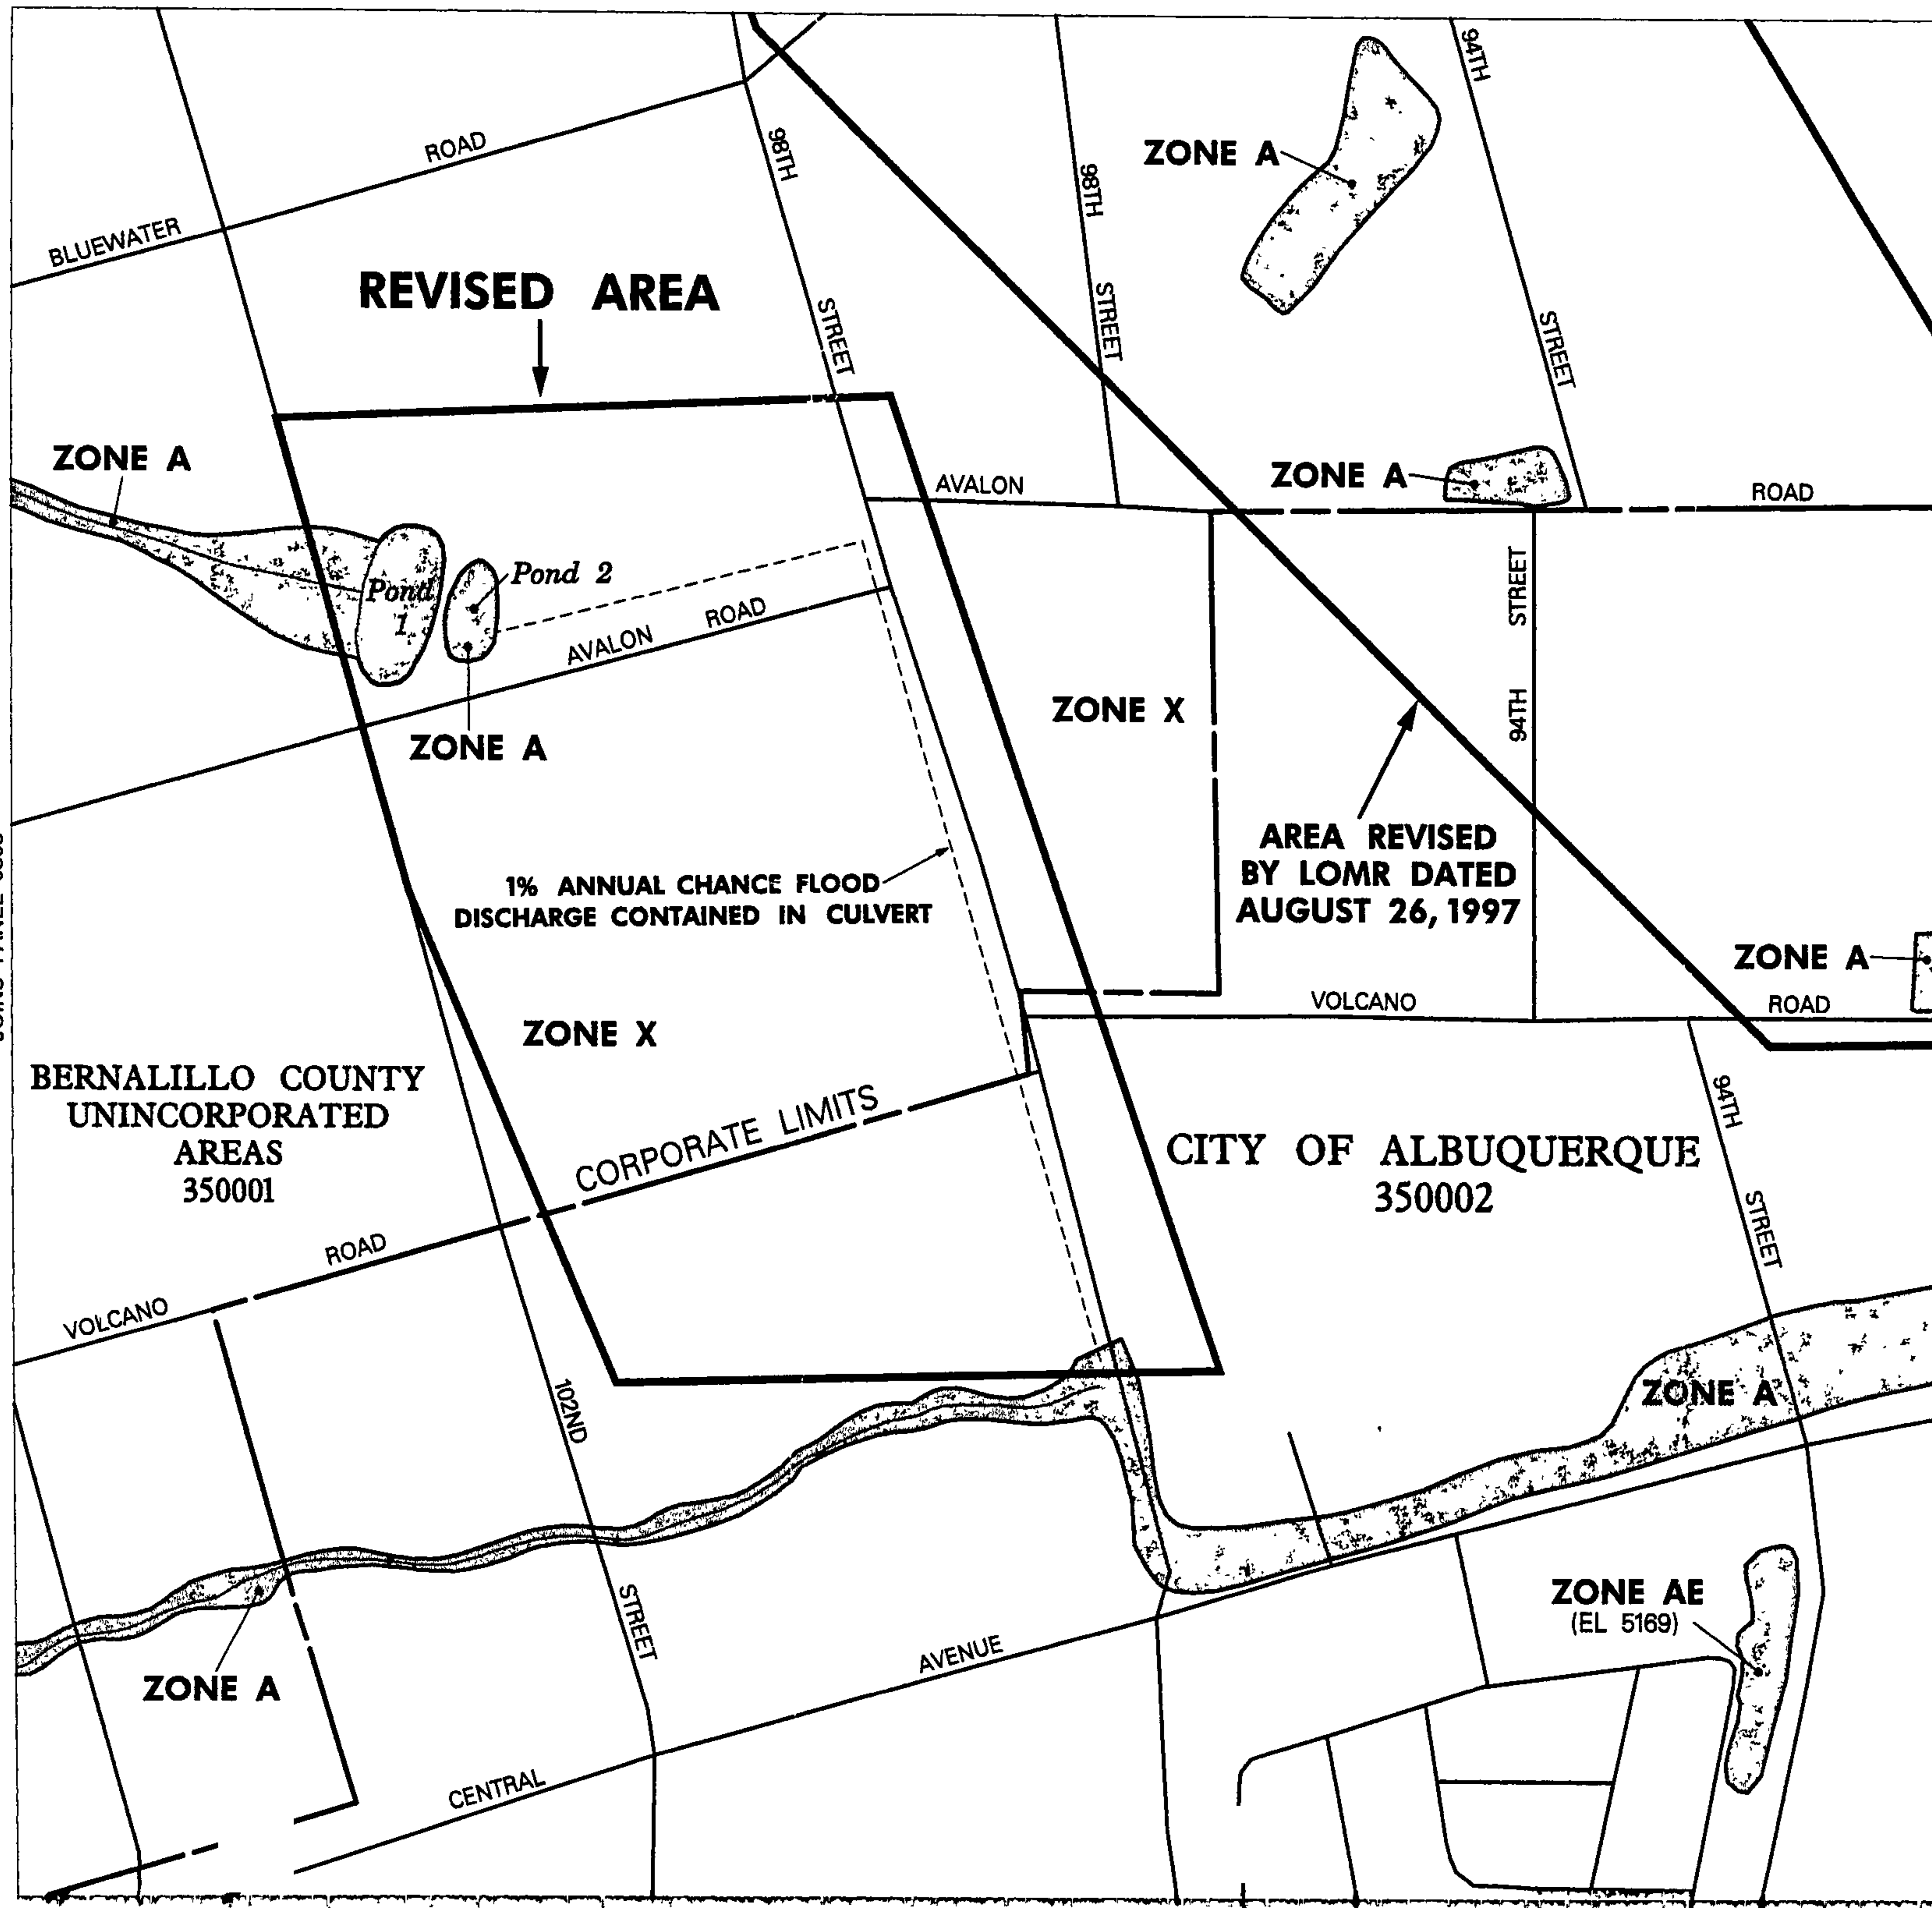 94TH
ROAD
98TH
ZONE A
98TH
BLUEWATER
REVISED AREA
STREET
STREET
STREET
ZONE A
ZONE A
AVALON
ROAD
Pond 2
Pond
1
STREET
AVALON ROAD
ZONE A
ZONE X
94TH
AREA REVISED
BY LOMR DATED
AUGUST 26, 1997
1% ANNUAL CHANCE FLOOD
DISCHARGE CONTAINED IN CULVERT
ZONE A
VOLCANO
ROAD
ZONE X
BERNALILLO COUNTY
UNINCORPORATED
AREAS
350001
CORPORATE LIMITS
94TH
CITY OF ALBUQUERQUE
350002
STREET
ROAD
VOLCANO
102ND
ZONE A
STREET
ZONE AE
(EL 5169)
AVENUE
ZONE A
CENTRAL